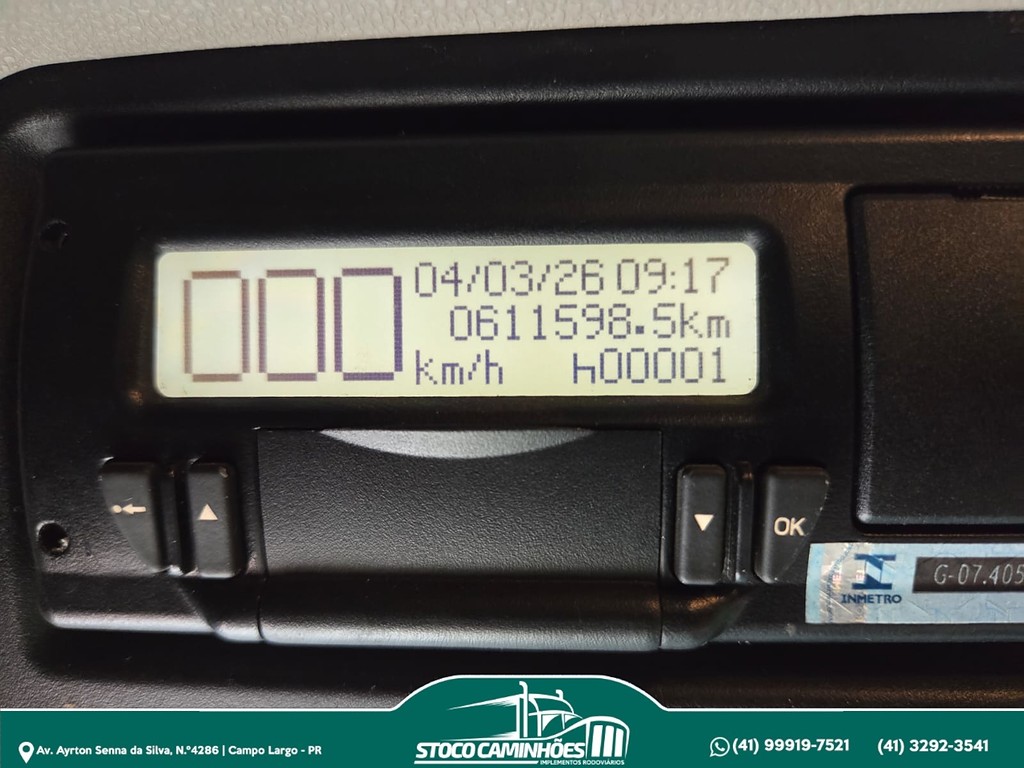 000
04/03/26 09:17
0611598.5km
km/h h00001
OK
INMETRO
G-07.405
Av. Ayrton Senna da Silva, N.°4286 | Campo Largo - PR
STOCO CAMINHÕES
IMPLEMENTOS RODOVIÁRIOS
(41) 99919-7521 (41) 3292-3541